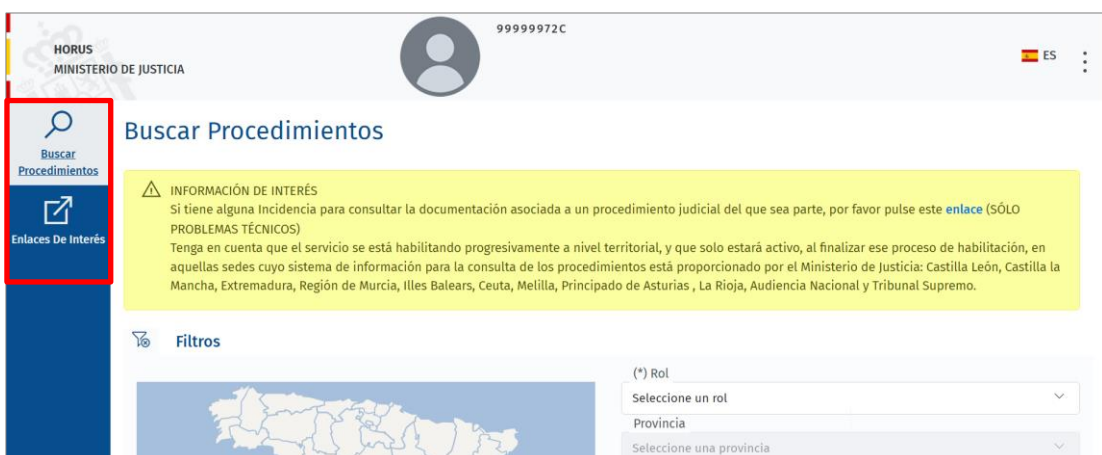 99999972C
HORUS
MINISTERIO DE JUSTICIA
ES
Buscar
Procedimientos
Enlaces De Interés
Buscar Procedimientos
INFORMACIÓN DE INTERÉS
Si tiene alguna Incidencia para consultar la documentación asociada a un procedimiento judicial del que sea parte, por favor pulse este enlace (SÓLO
PROBLEMAS TÉCNICOS)
Tenga en cuenta que el servicio se está habilitando progresivamente a nivel territorial, y que solo estará activo, al finalizar ese proceso de habilitación, en
aquellas sedes cuyo sistema de información para la consulta de los procedimientos está proporcionado por el Ministerio de Justicia: Castilla León, Castilla la
Mancha, Extremadura, Región de Murcia, Illes Balears, Ceuta, Melilla, Principado de Asturias , La Rioja, Audiencia Nacional y Tribunal Supremo.
Filtros
(*) Rol
Seleccione un rol
Provincia
Seleccione una provincia